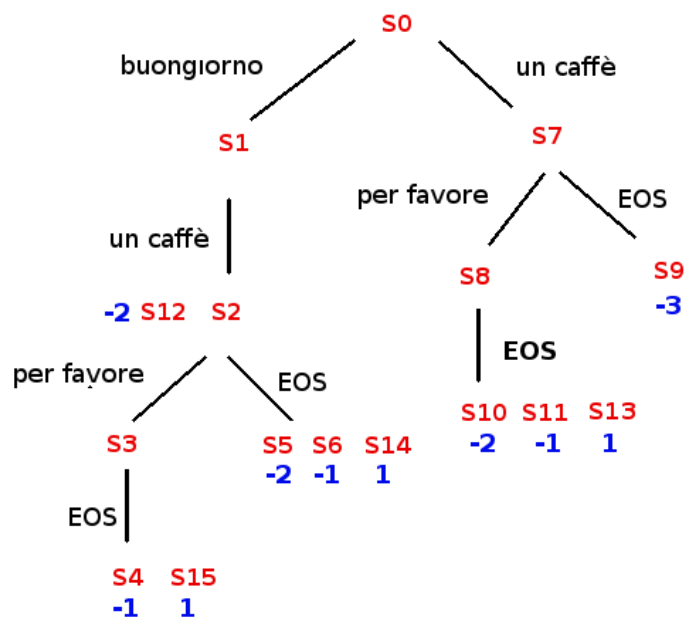 S0
buongıorno
un caffè
S1
S7
per favore
EOS
un caffè
S8
S9
-3
-2 S12 S2
EOS
per favore
EOS
S10 S11 S13
-2 -1 1
S3
S5 S6 S14
-2 -1 1
EOS
S4 S15
-1 1